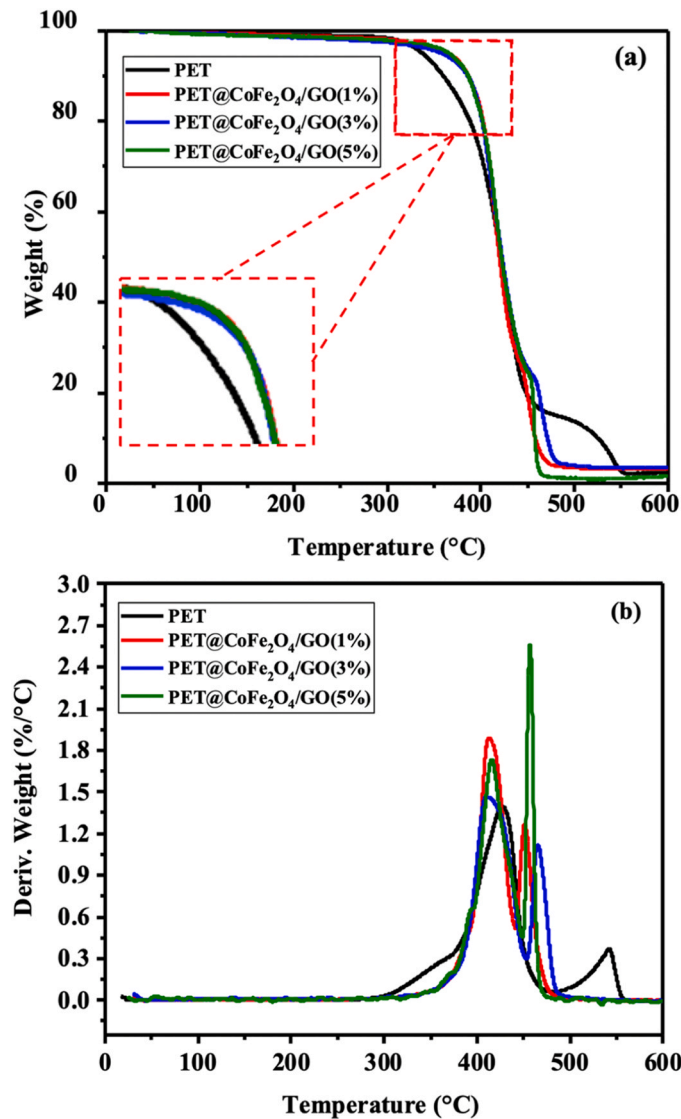 100
80
60
40
20
0
Weight (%)
(a)
PET
PET@CoFe₂O₄/GO(1%)
PET@CoFe₂O₄/GO(3%)
PET@CoFe₂O₄/GO(5%)
0 100 200 300 400 500 600
Temperature (°C)
3.0
2.7
2.4
2.1
1.8
1.5
1.2
0.9
0.6
0.3
0.0
Deriv. Weight (%/°C)
(b)
PET
PET@CoFe₂O₄/GO(1%)
PET@CoFe₂O₄/GO(3%)
PET@CoFe₂O₄/GO(5%)
0 100 200 300 400 500 600
Temperature (°C)